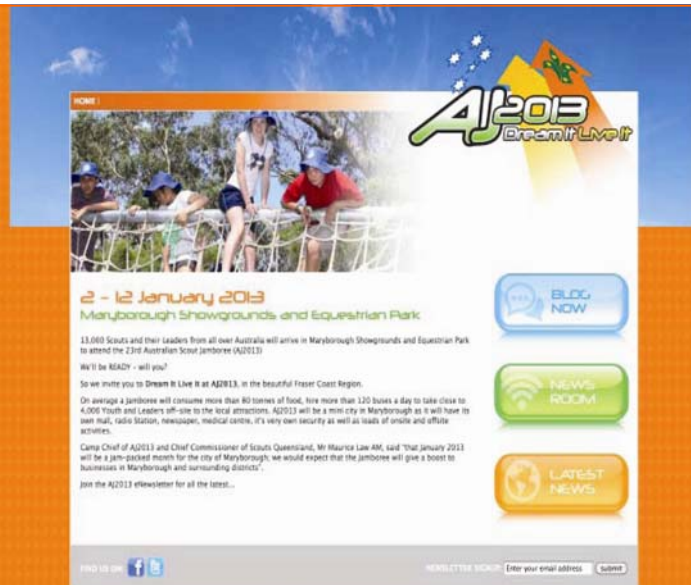 HOME |
AJ2013
Dream It Live It
2 - 12 January 2013
Maryborough Showgrounds and Equestrian Park
13,000 Scouts and their Leaders from all over Australia will arrive in Maryborough Showgrounds and Equestrian Park
to attend the 23rd Australian Scout Jamboree (AJ2013)
We'll be READY - will you?
So we invite you to Dream It Live It at AJ2013, in the beautiful Fraser Coast Region.
On average a Jamboree will consume more than 80 tonnes of food, hire more than 120 buses a day to take close to
4,000 Youth and Leaders off-site to the local attractions. AJ2013 will be a mini city in Maryborough as it will have its
own mall, radio Station, newspaper, medical centre, it's very own security as well as loads of onsite and offsite
activities.
Camp Chief of AJ2013 and Chief Commissioner of Scouts Queensland, Mr Maurice Law AM, said "that January 2013
will be a jam-packed month for the city of Maryborough; we would expect that the Jamboree will give a boost to
businesses in Maryborough and surrounding districts".
Join the AJ2013 eNewsletter for all the latest...
BLOG
NOW
NEWS
ROOM
LATEST
NEWS
FIND US ON:
NEWSLETTER SIGNUP: Enter your email address submit